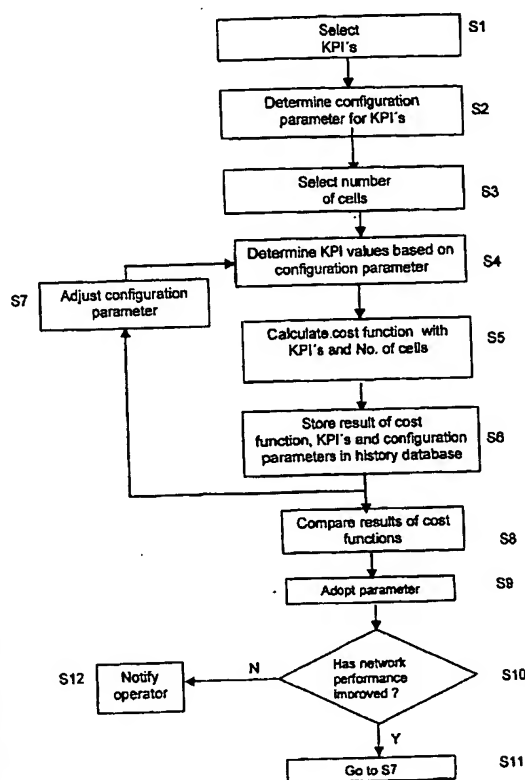 Select
KPI's
S1
Determine configuration
parameter for KPI's
S2
Select number
of cells
S3
Determine KPI values based on
configuration parameter
S4
S7
Adjust configuration
parameter
Calculate cost function with
KPI's and No. of cells
S5
Store result of cost
function, KPI's and configuration
parameters in history database
S6
Compare results of cost
functions
S8
Adopt parameter
S9
S12
Notify
operator
N
Has network
performance
improved ?
S10
Y
Go to S7
S11